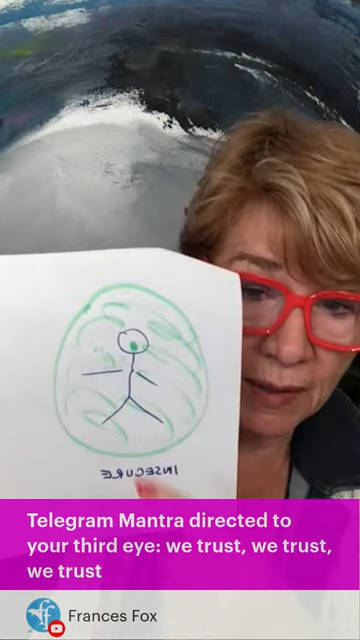 INSECURE
Telegram Mantra directed to
your third eye: we trust, we trust,
we trust
Frances Fox